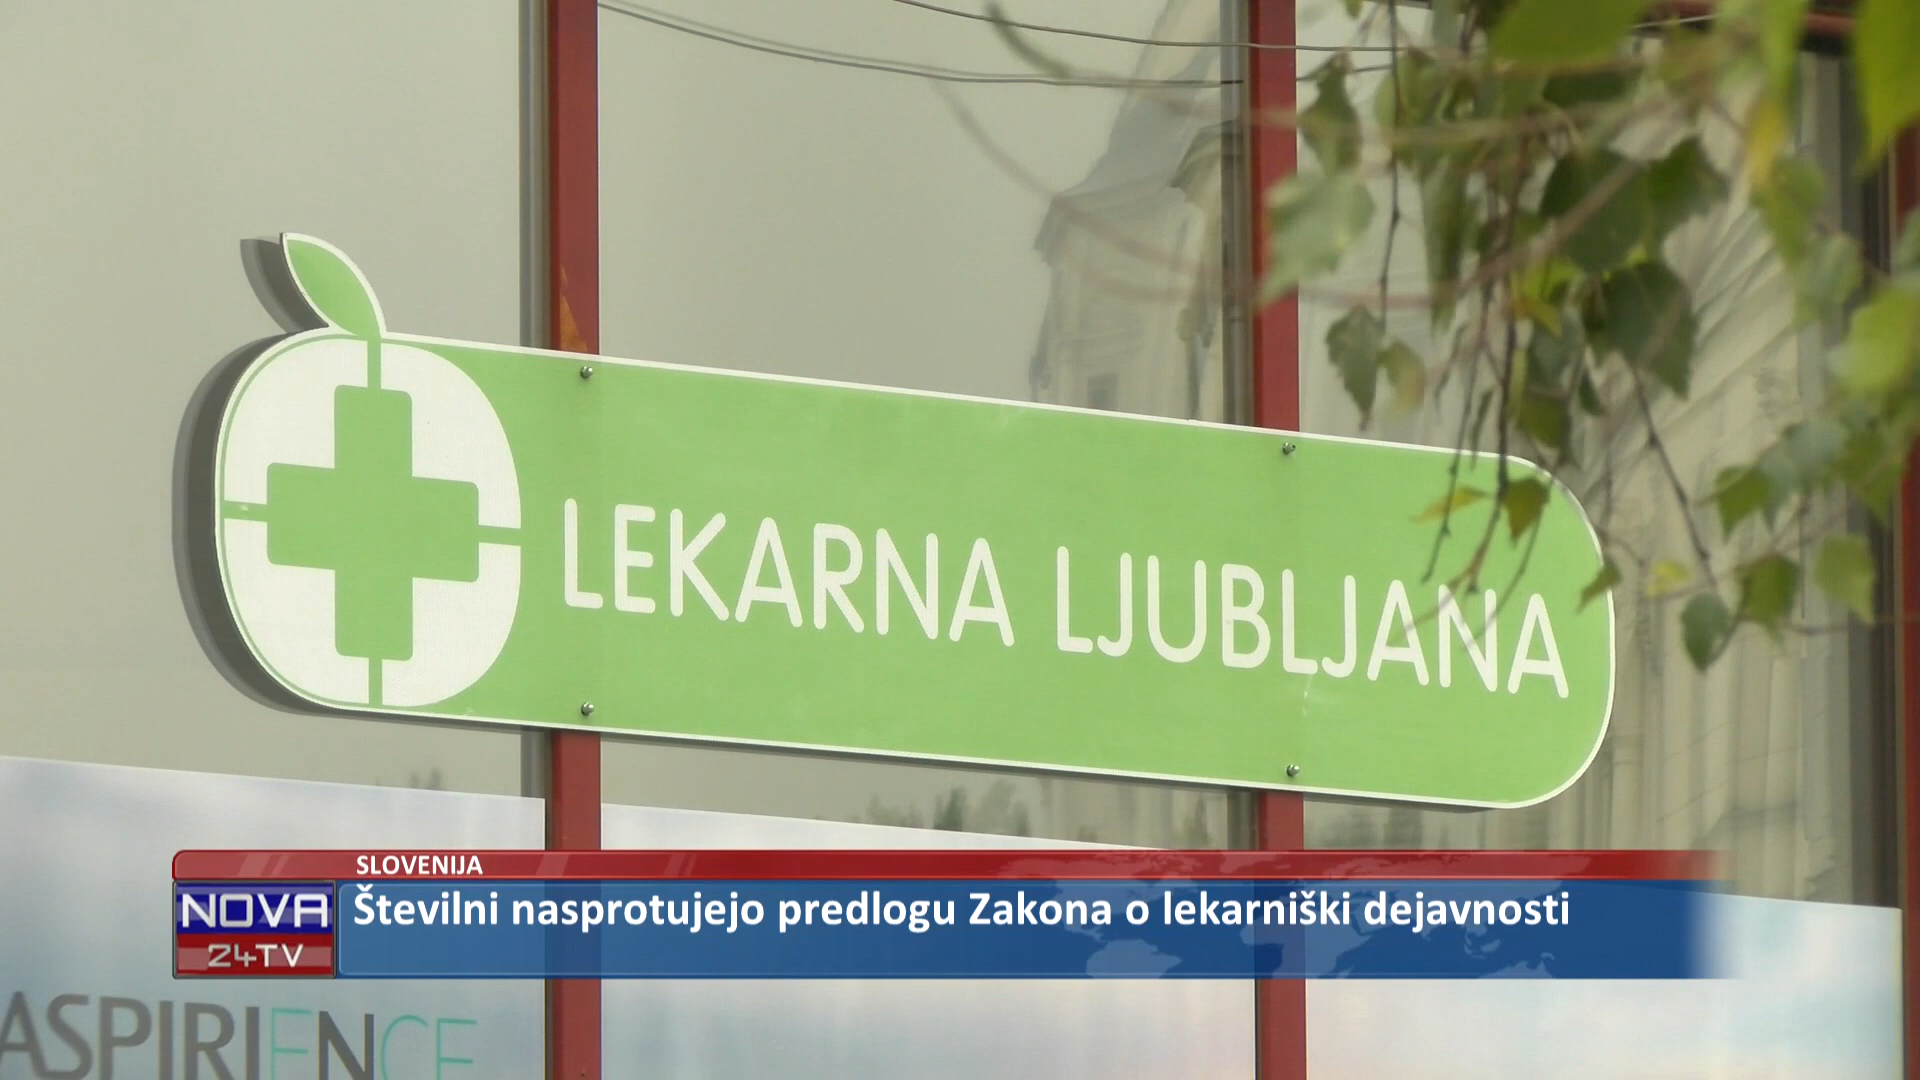 LEKARNA LJUBLJANA
SLOVENIJA
Številni nasprotujejo predlogu Zakona o lekarniški dejavnosti
NOVA
24TV
ASPIRIENCE